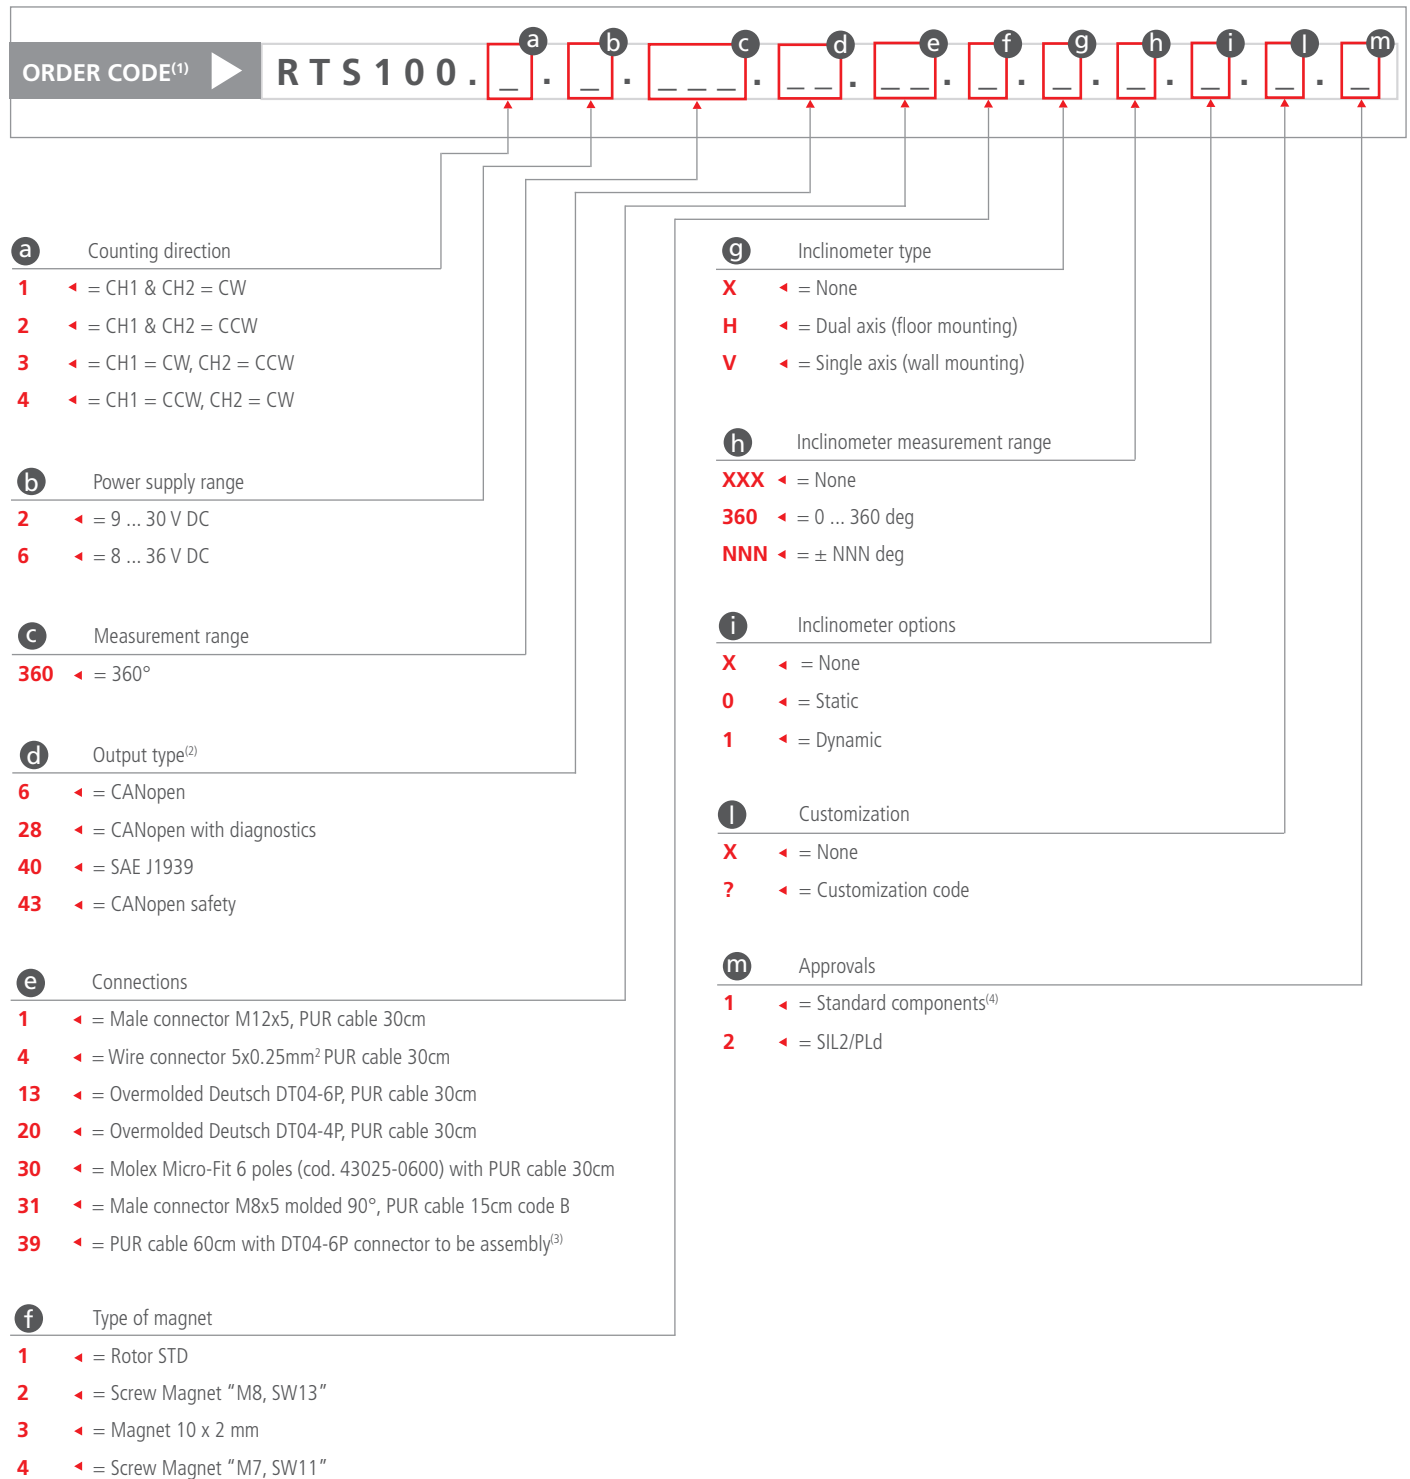 a b c d e f g h i l m
ORDER CODE(1) RTS100. _ . _ . _ _ _ . _ _ . _ _ . _ . _ . _ . _ . _ . _
a Counting direction
1 = CH1 & CH2 = CW
2 = CH1 & CH2 = CCW
3 = CH1 = CW, CH2 = CCW
4 = CH1 = CCW, CH2 = CW
b Power supply range
2 = 9 ... 30 V DC
6 = 8 ... 36 V DC
c Measurement range
360 = 360°
d Output type(2)
6 = CANopen
28 = CANopen with diagnostics
40 = SAE J1939
43 = CANopen safety
e Connections
1 = Male connector M12x5, PUR cable 30cm
4 = Wire connector 5x0.25mm² PUR cable 30cm
13 = Overmolded Deutsch DT04-6P, PUR cable 30cm
20 = Overmolded Deutsch DT04-4P, PUR cable 30cm
30 = Molex Micro-Fit 6 poles (cod. 43025-0600) with PUR cable 30cm
31 = Male connector M8x5 molded 90°, PUR cable 15cm code B
39 = PUR cable 60cm with DT04-6P connector to be assembly(3)
f Type of magnet
1 = Rotor STD
2 = Screw Magnet "M8, SW13"
3 = Magnet 10 x 2 mm
4 = Screw Magnet "M7, SW11"
g Inclinometer type
X = None
H = Dual axis (floor mounting)
V = Single axis (wall mounting)
h Inclinometer measurement range
XXX = None
360 = 0 ... 360 deg
NNN = ± NNN deg
i Inclinometer options
X = None
0 = Static
1 = Dynamic
l Customization
X = None
? = Customization code
m Approvals
1 = Standard components(4)
2 = SIL2/PLd